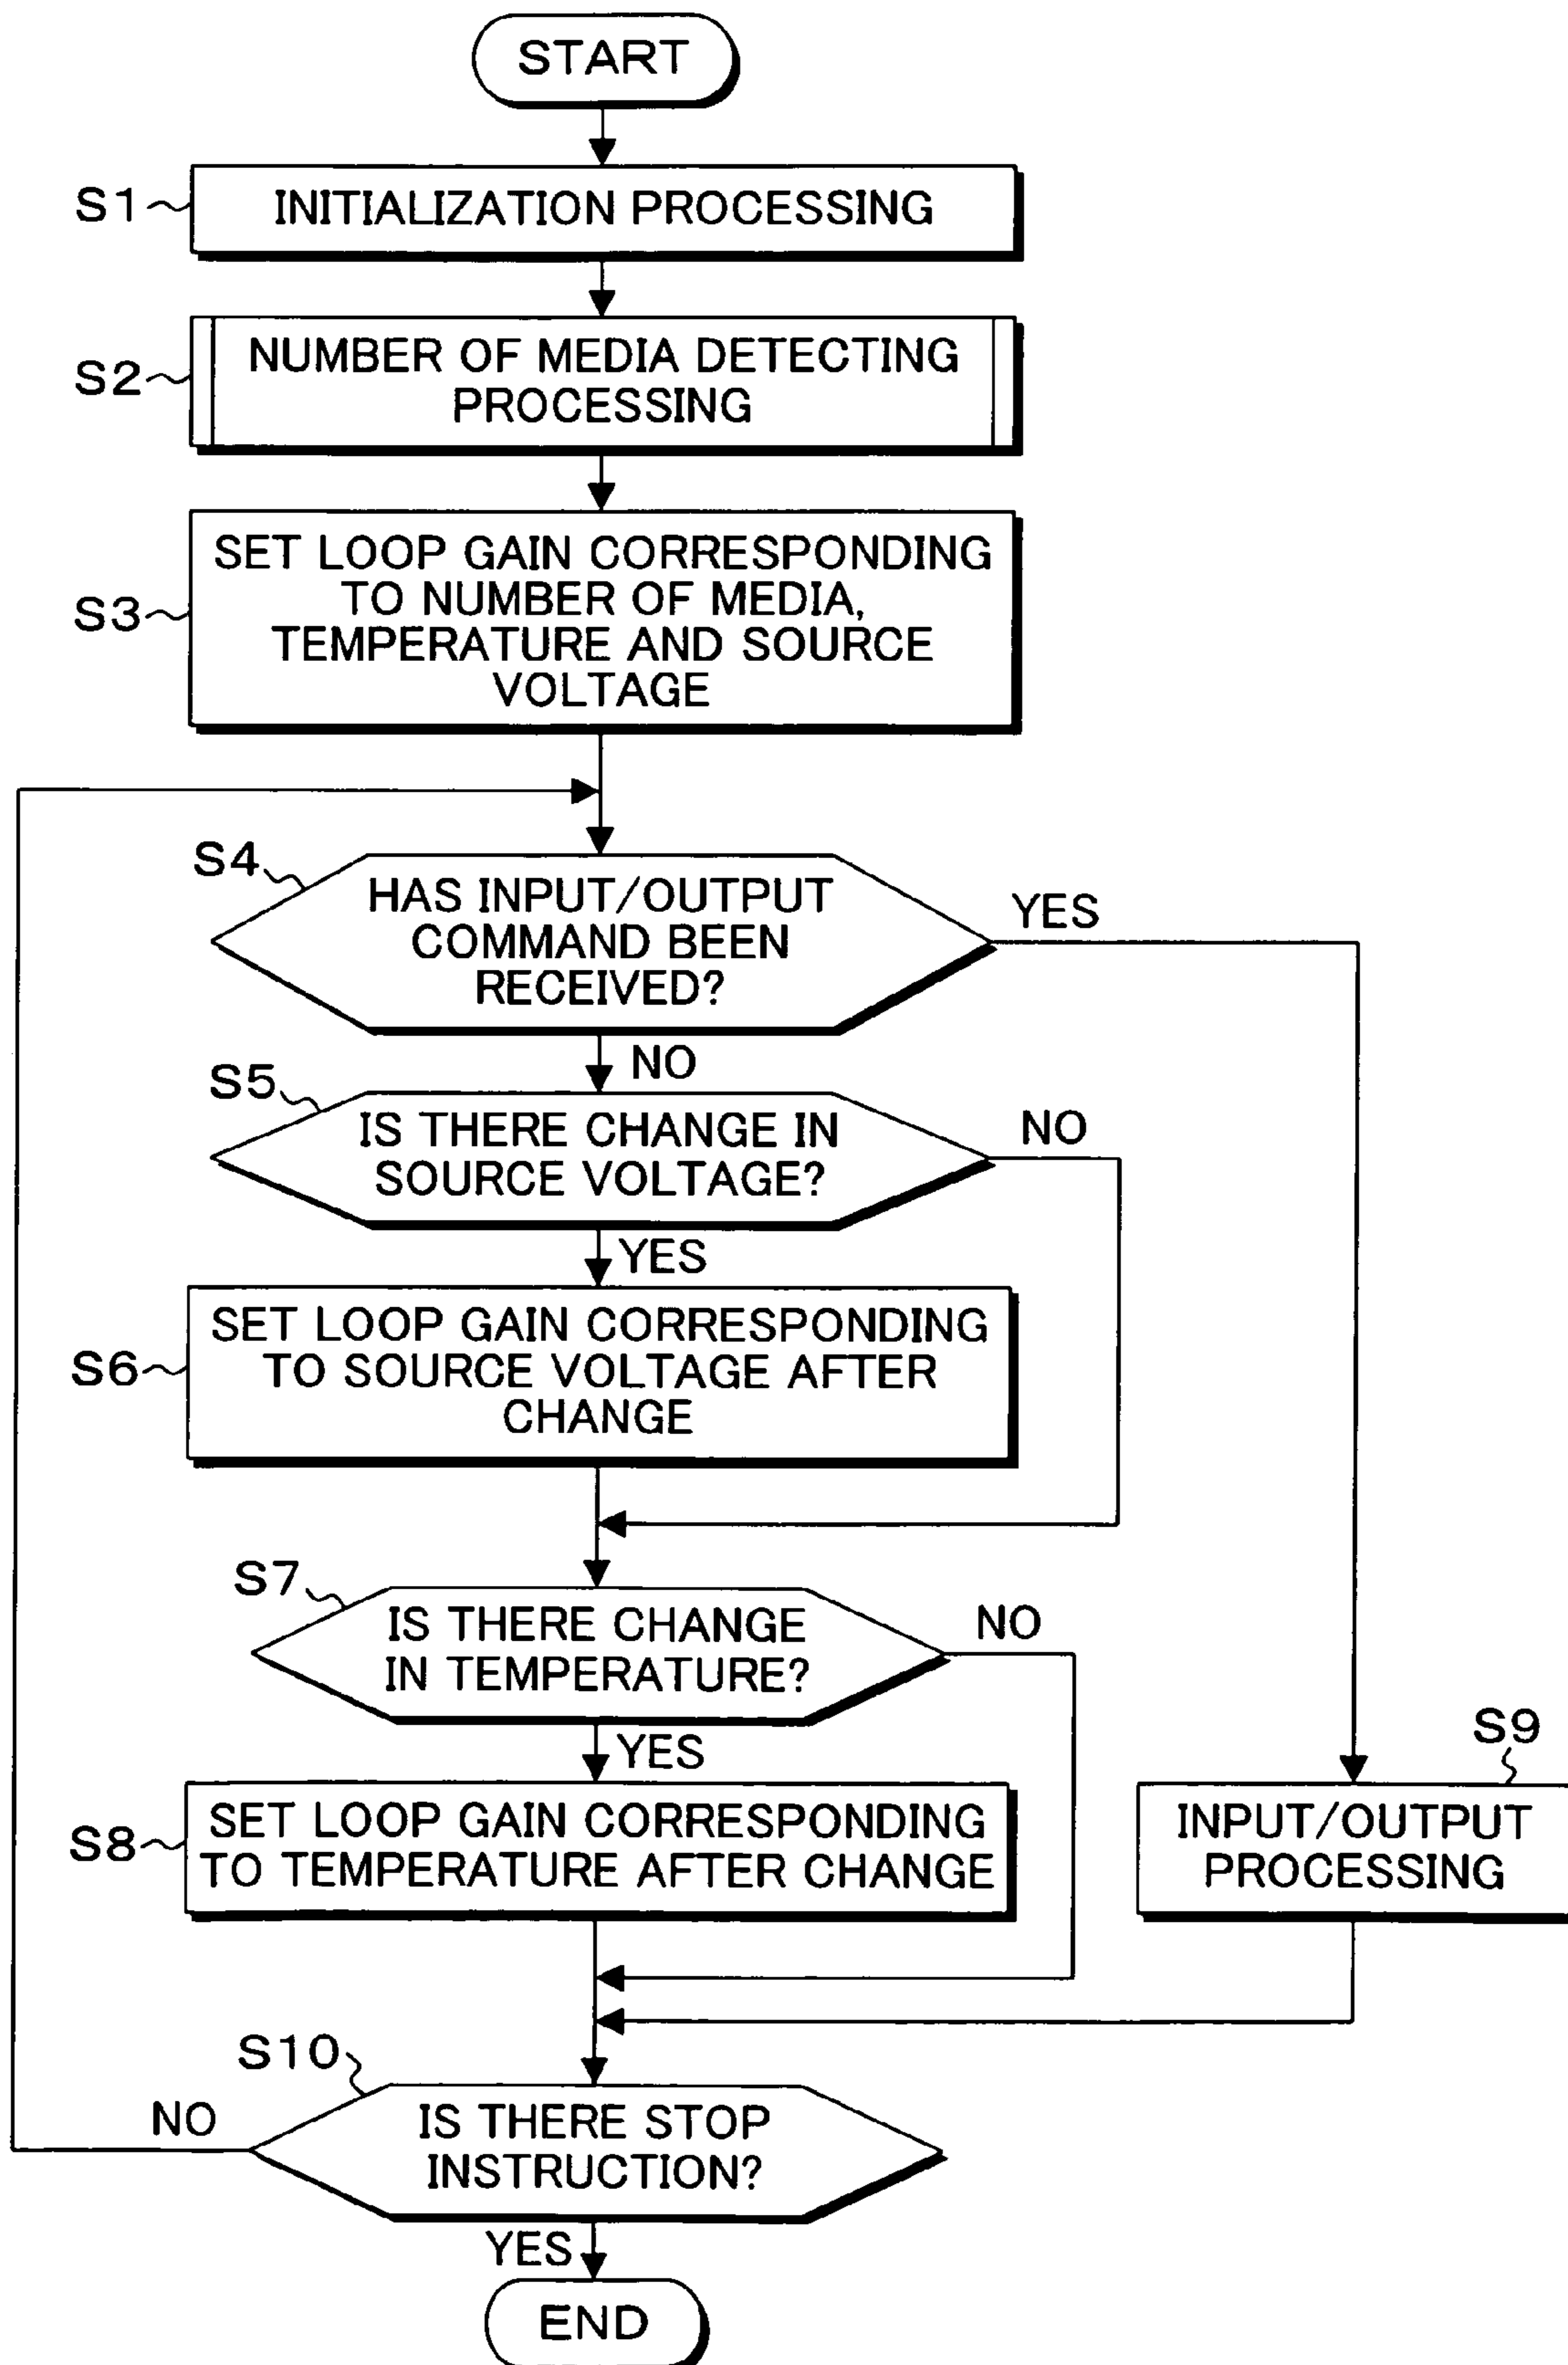 START
S1
INITIALIZATION PROCESSING
S2
NUMBER OF MEDIA DETECTING
PROCESSING
S3
SET LOOP GAIN CORRESPONDING
TO NUMBER OF MEDIA,
TEMPERATURE AND SOURCE
VOLTAGE
S4
HAS INPUT/OUTPUT
COMMAND BEEN
RECEIVED?
YES
NO
S5
IS THERE CHANGE IN
SOURCE VOLTAGE?
NO
YES
S6
SET LOOP GAIN CORRESPONDING
TO SOURCE VOLTAGE AFTER
CHANGE
S7
IS THERE CHANGE
IN TEMPERATURE?
NO
YES
S8
SET LOOP GAIN CORRESPONDING
TO TEMPERATURE AFTER CHANGE
S9
INPUT/OUTPUT
PROCESSING
S10
IS THERE STOP
INSTRUCTION?
NO
YES
END